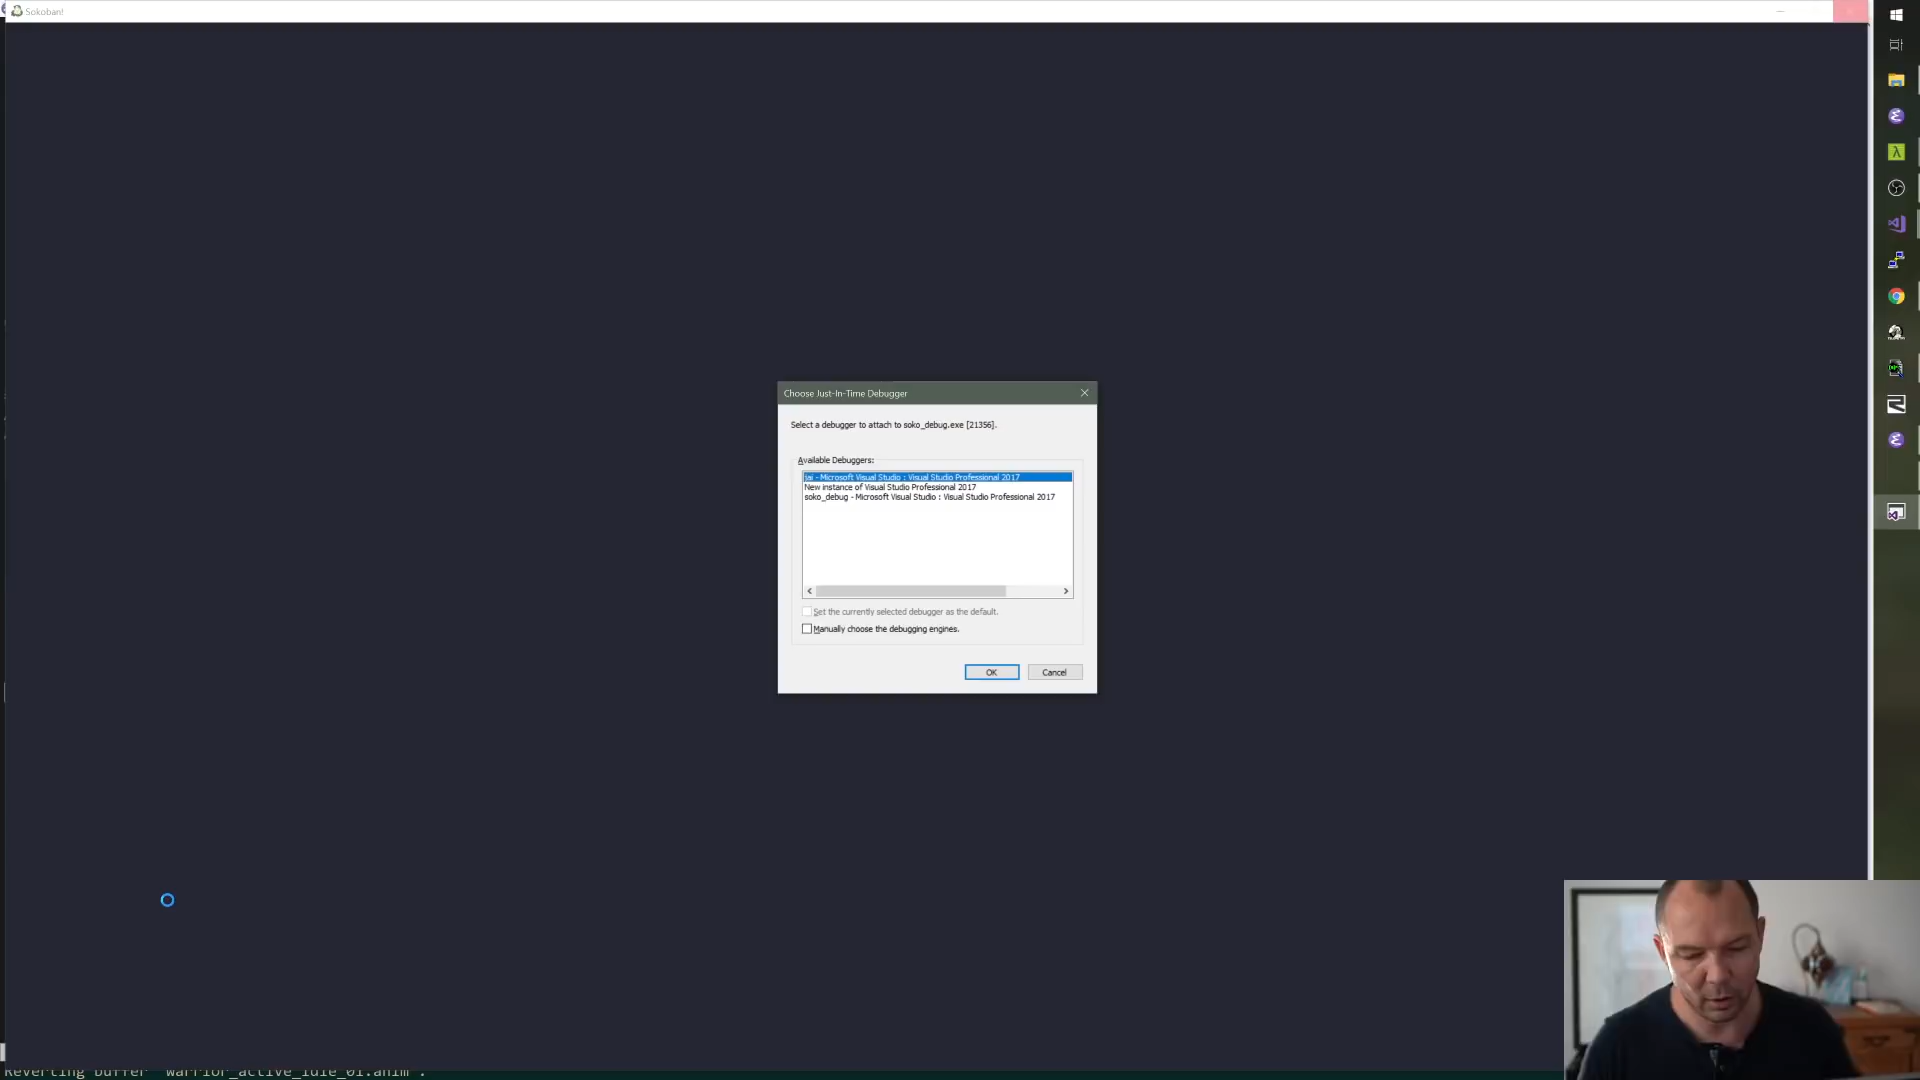 Sokoban!
Choose Just-In-Time Debugger
Select a debugger to attach to soko_debug.exe [21356].
Available Debuggers:
jai - Microsoft Visual Studio : Visual Studio Professional 2017
New instance of Visual Studio Professional 2017
soko_debug - Microsoft Visual Studio : Visual Studio Professional 2017
Set the currently selected debugger as the default.
Manually choose the debugging engines.
OK
Cancel
Reverting buffer `warrior_active_idle_01.anim'.